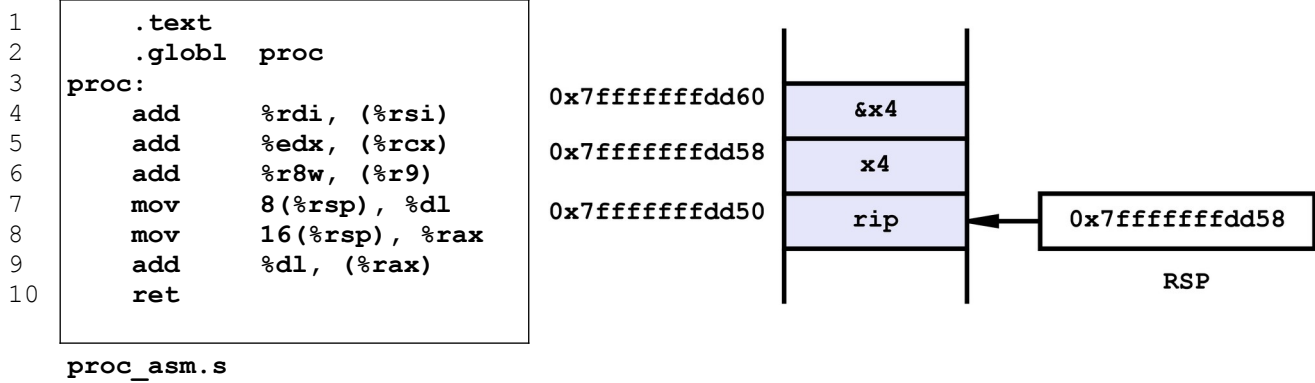 1 .text
2 .globl proc
3 proc:
4 add %rdi, (%rsi)
5 add %edx, (%rcx)
6 add %r8w, (%r9)
7 mov 8(%rsp), %dl
8 mov 16(%rsp), %rax
9 add %dl, (%rax)
10 ret
proc_asm.s
0x7fffffffdd60 &x4
0x7fffffffdd58 x4
0x7fffffffdd50 rip 0x7fffffffdd58
RSP